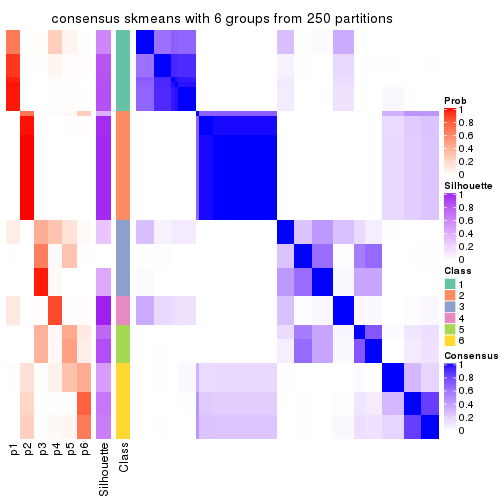 consensus skmeans with 6 groups from 250 partitions
Prob
1
0.8
0.6
0.4
0.2
0
Silhouette
1
0.8
0.6
0.4
0.2
0
Class
1
2
3
4
5
6
Consensus
1
0.8
0.6
0.4
0.2
0
p1
p2
p3
p4
p5
p6
Silhouette
Class